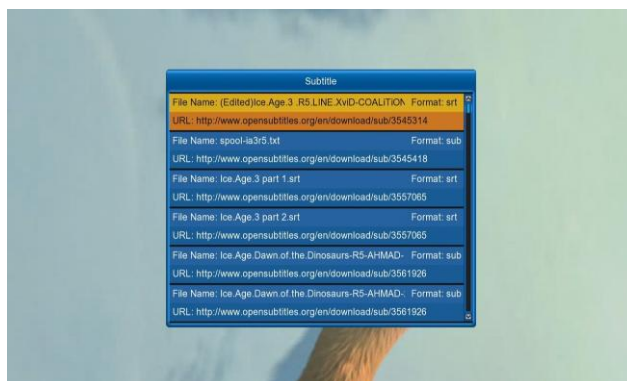 Subtitle
File Name: (Edited)Ice.Age.3 .R5.LINE.XviD-COALiTiON Format: srt
URL: http://www.opensubtitles.org/en/download/sub/3545314
File Name: spool-ia3r5.txt Format: sub
URL: http://www.opensubtitles.org/en/download/sub/3545418
File Name: Ice.Age.3 part 1.srt Format: srt
URL: http://www.opensubtitles.org/en/download/sub/3557065
File Name: Ice.Age.3 part 2.srt Format: srt
URL: http://www.opensubtitles.org/en/download/sub/3557065
File Name: Ice.Age.Dawn.of.the.Dinosaurs-R5-AHMAD- Format: sub
URL: http://www.opensubtitles.org/en/download/sub/3561926
File Name: Ice.Age.Dawn.of.the.Dinosaurs-R5-AHMAD-: Format: sub
URL: http://www.opensubtitles.org/en/download/sub/3561926